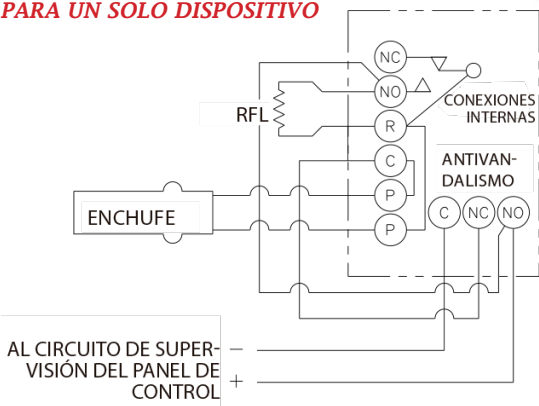 PARA UN SOLO DISPOSITIVO
NC
NO
RFL
R
CONEXIONES
INTERNAS
C
ANTIVAN-
DALISMO
P
ENCHUFE
P
C NC NO
AL CIRCUITO DE SUPER- –
VISIÓN DEL PANEL DE
CONTROL +